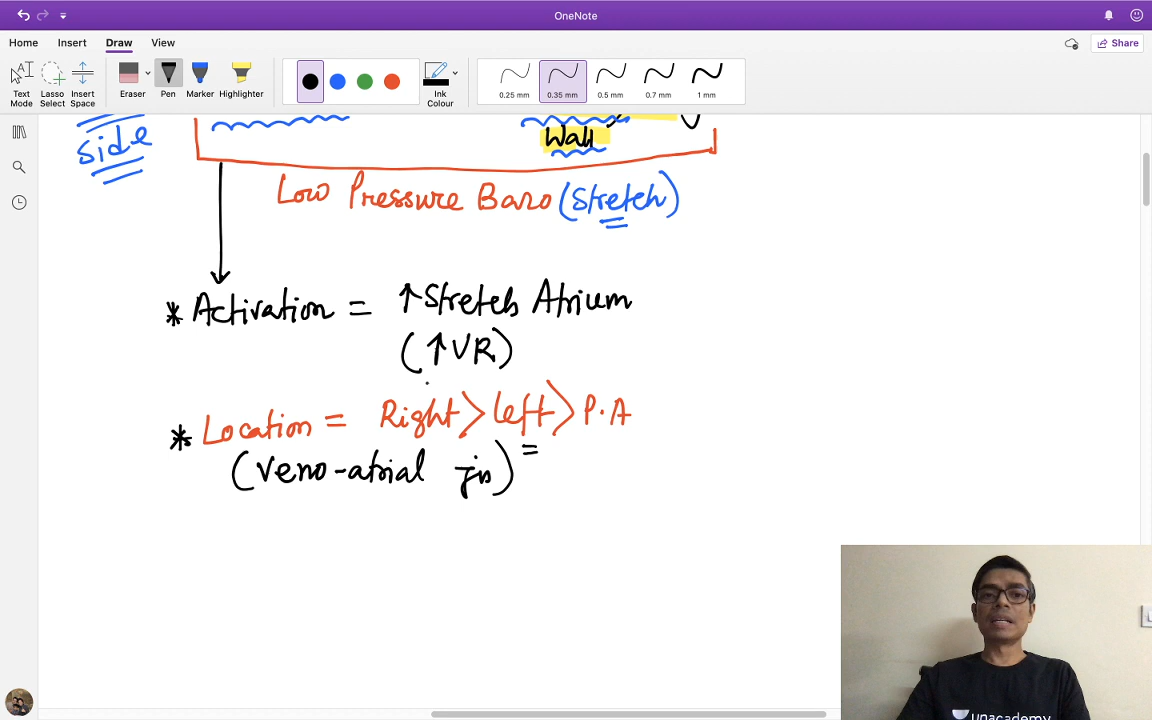 OneNote
Home Insert Draw View
Share
Text Mode
Lasso Select
Insert Space
Eraser
Pen
Marker
Highlighter
Ink Colour
0.25 mm
0.35 mm
0.5 mm
0.7 mm
1 mm
side
Wall
Low Pressure Baro (Stretch)
* Activation = ↑Stretch Atrium
(↑VR)
* Location = Right > left > P.A
(Veno-atrial jn) =
unacademy